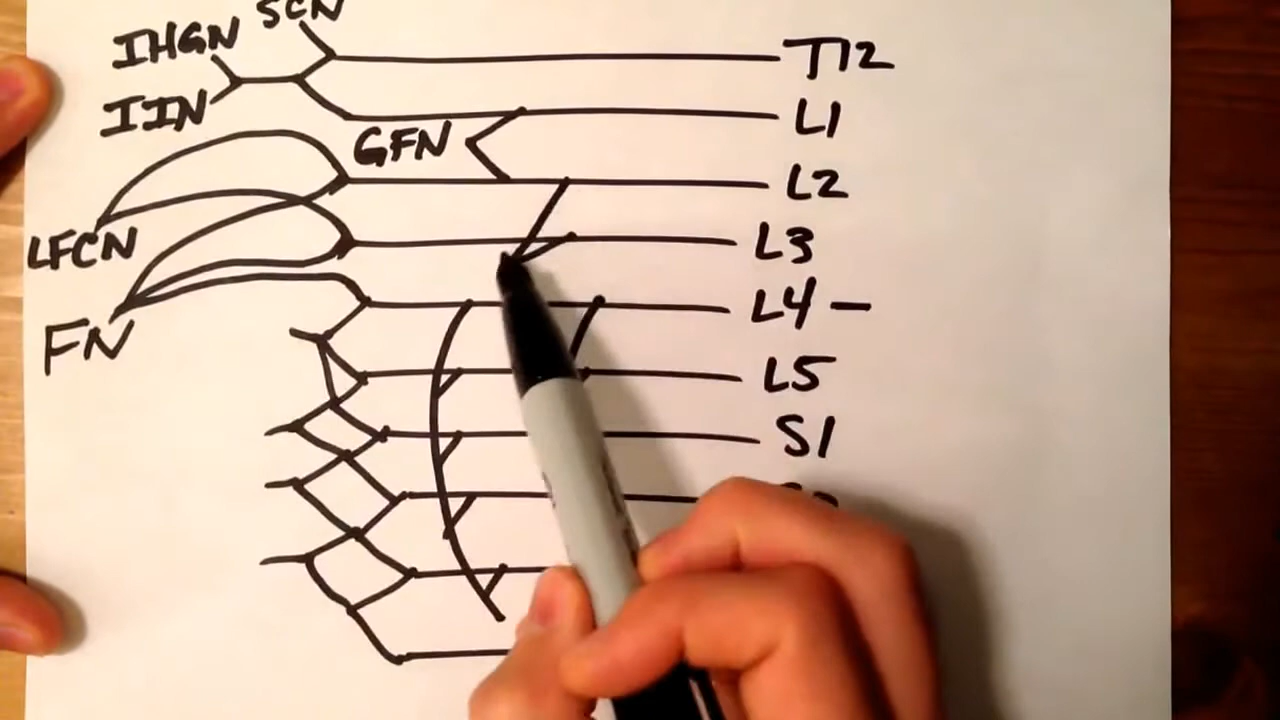 SCN
IHGN
T12
IIN
L1
GFN
L2
LFCN
L3
L4 —
FN
L5
S1